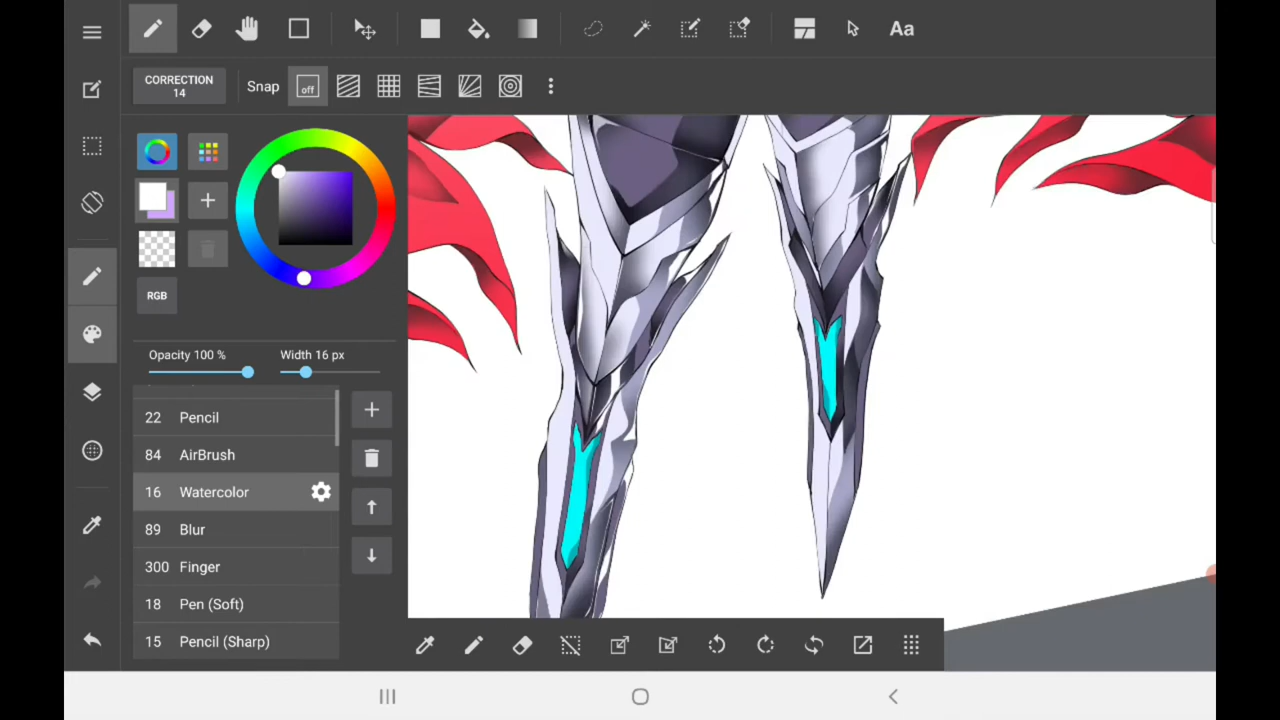 Aa
CORRECTION
14
Snap
off
RGB
Opacity 100 %
Width 16 px
22 Pencil
84 AirBrush
16 Watercolor
89 Blur
300 Finger
18 Pen (Soft)
15 Pencil (Sharp)